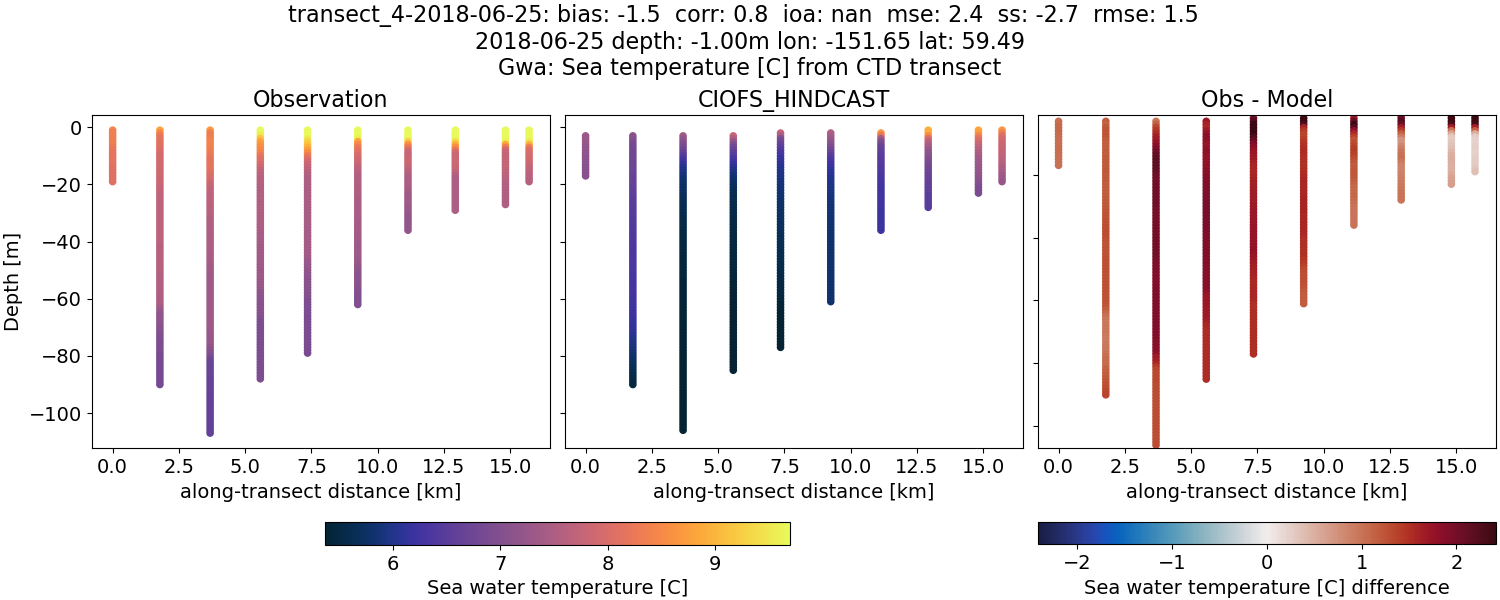 transect_4-2018-06-25: bias: -1.5  corr: 0.8  ioa: nan  mse: 2.4  ss: -2.7  rmse: 1.5
2018-06-25 depth: -1.00m lon: -151.65 lat: 59.49
Gwa: Sea temperature [C] from CTD transect
Observation
CIOFS_HINDCAST
Obs - Model
Depth [m]
0
−20
−40
−60
−80
−100
0.0 2.5 5.0 7.5 10.0 12.5 15.0
0.0 2.5 5.0 7.5 10.0 12.5 15.0
0.0 2.5 5.0 7.5 10.0 12.5 15.0
along-transect distance [km]
along-transect distance [km]
along-transect distance [km]
6 7 8 9
Sea water temperature [C]
−2 −1 0 1 2
Sea water temperature [C] difference